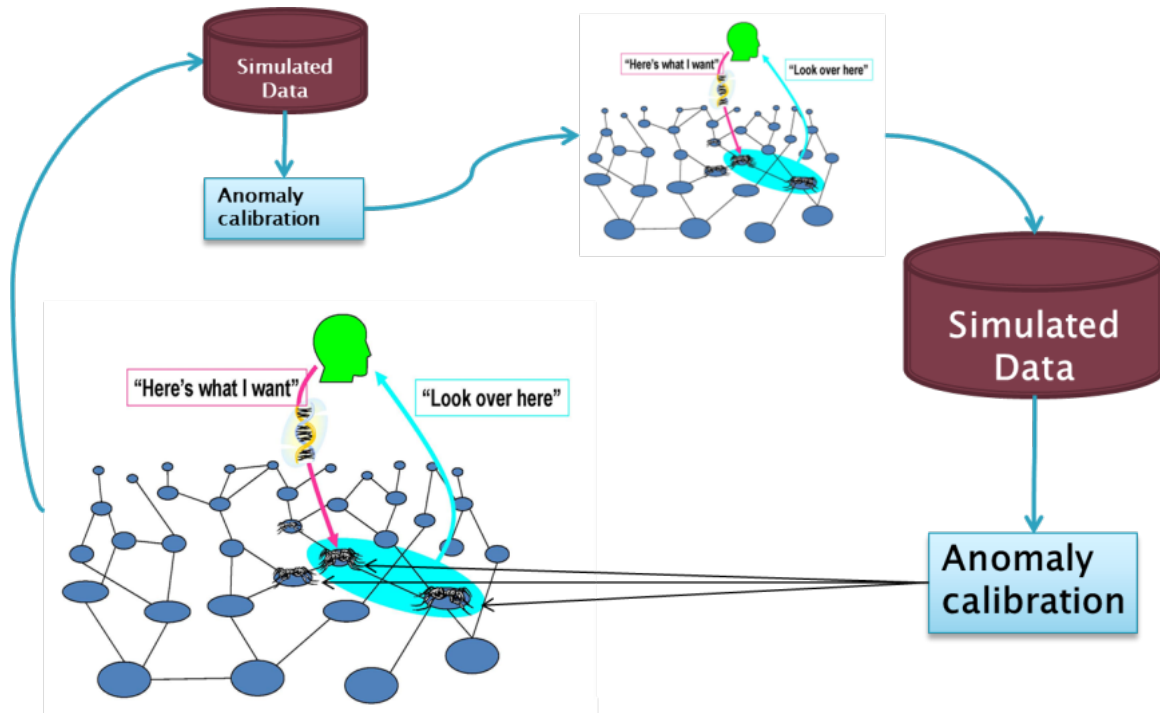 Simulated
Data
Anomaly
calibration
“Here’s what I want”
“Look over here”
Simulated
Data
Anomaly
calibration
“Here’s what I want”
“Look over here”